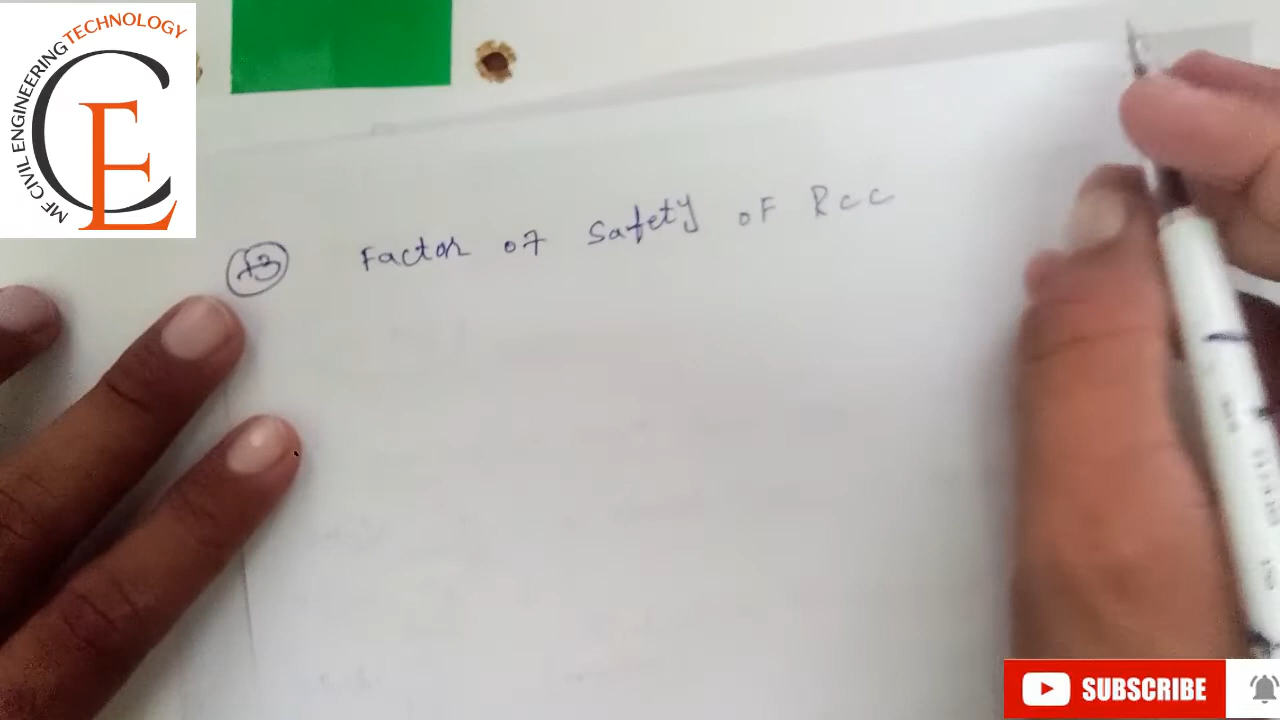 MF CIVIL ENGINEERING TECHNOLOGY
CE
13 Factor of Safety of RCC
SUBSCRIBE